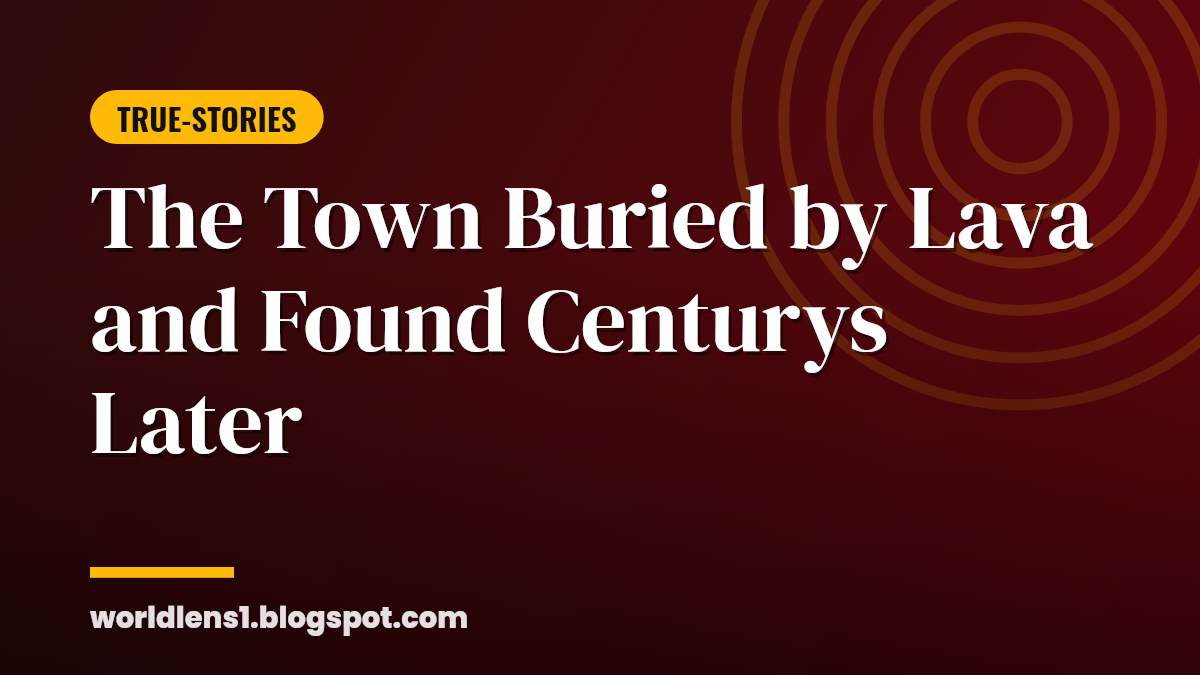 TRUE-STORIES
The Town Buried by Lava
and Found Centurys
Later
worldlens1.blogspot.com